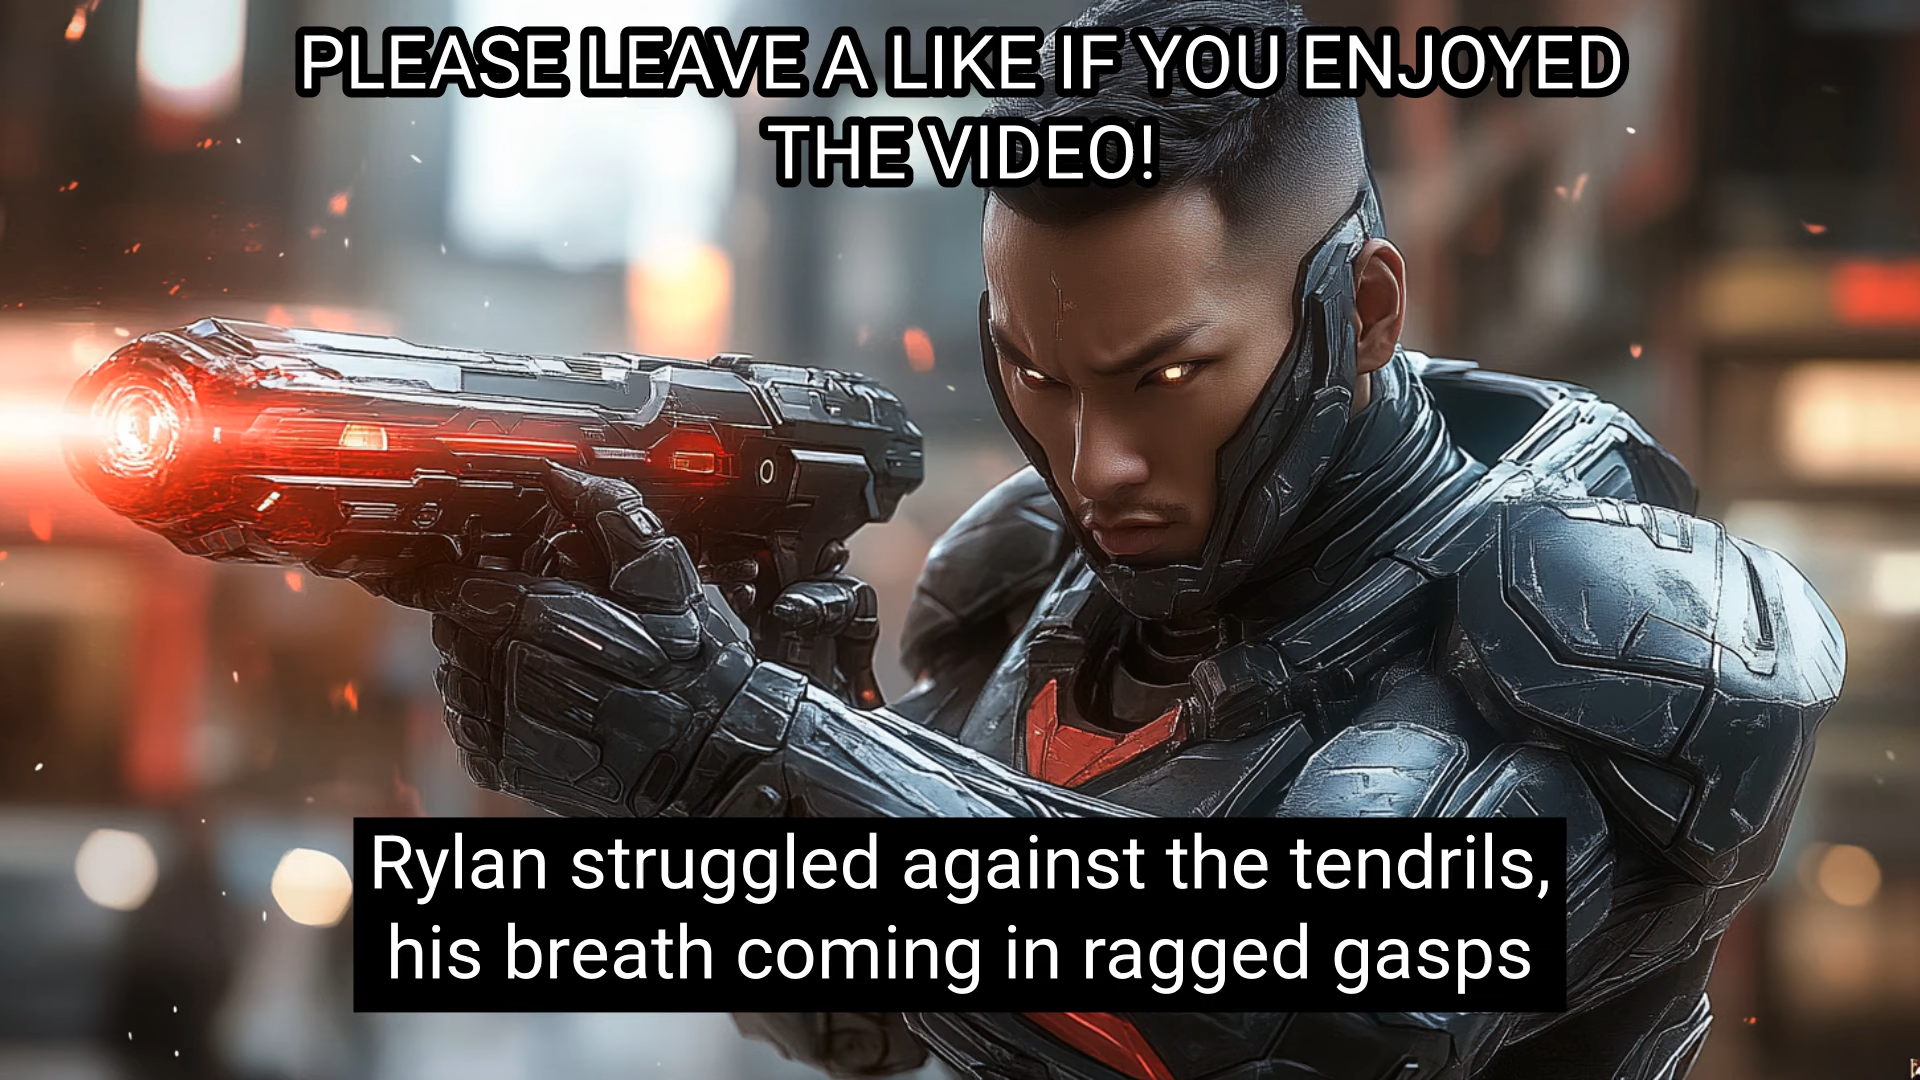 PLEASE LEAVE A LIKE IF YOU ENJOYED
THE VIDEO!
Rylan struggled against the tendrils,
his breath coming in ragged gasps